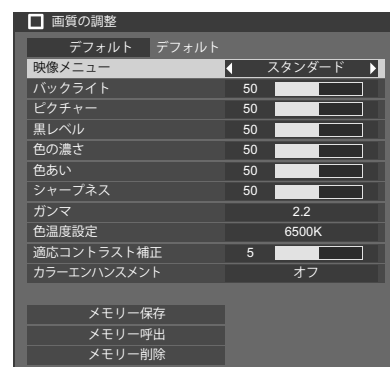 画質の調整
デフォルト デフォルト
映像メニュー スタンダード
バックライト 50
ピクチャー 50
黒レベル 50
色の濃さ 50
色あい 50
シャープネス 50
ガンマ 2.2
色温度設定 6500K
適応コントラスト補正 5
カラーエンハンスメント オフ
メモリー保存
メモリー呼出
メモリー削除